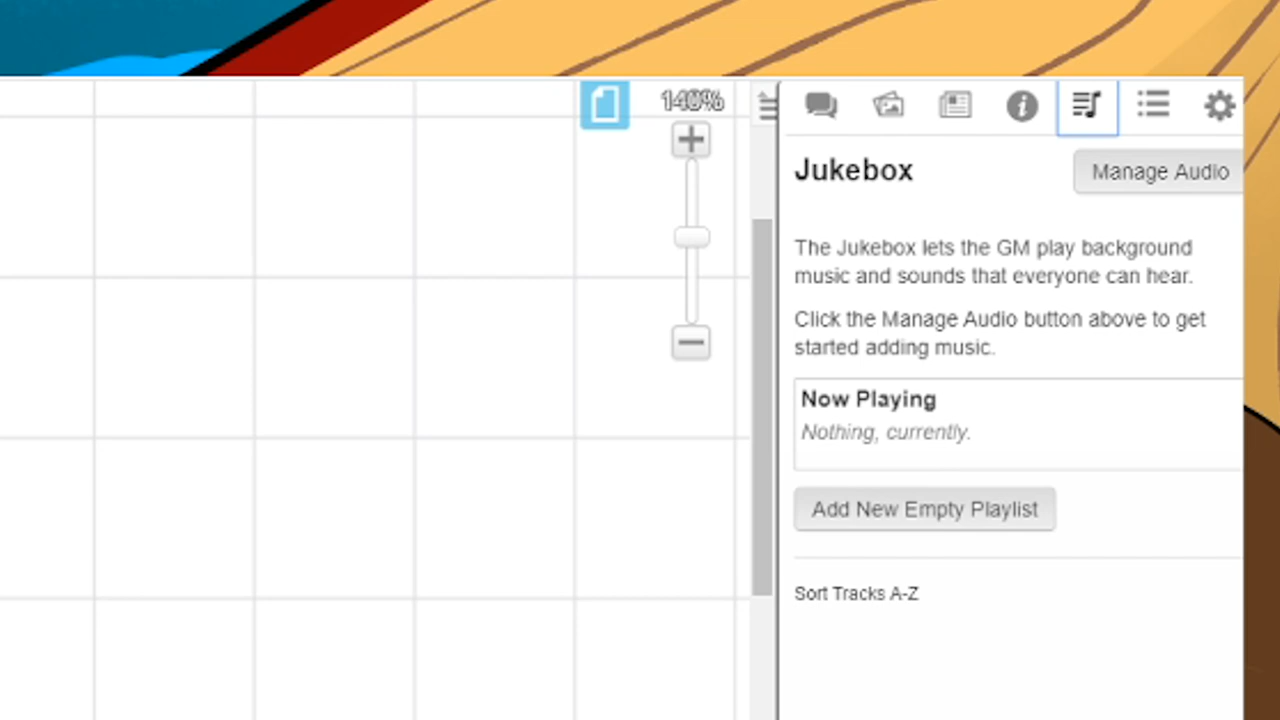 140%
Jukebox
Manage Audio
The Jukebox lets the GM play background
music and sounds that everyone can hear.
Click the Manage Audio button above to get
started adding music.
Now Playing
Nothing, currently.
Add New Empty Playlist
Sort Tracks A-Z